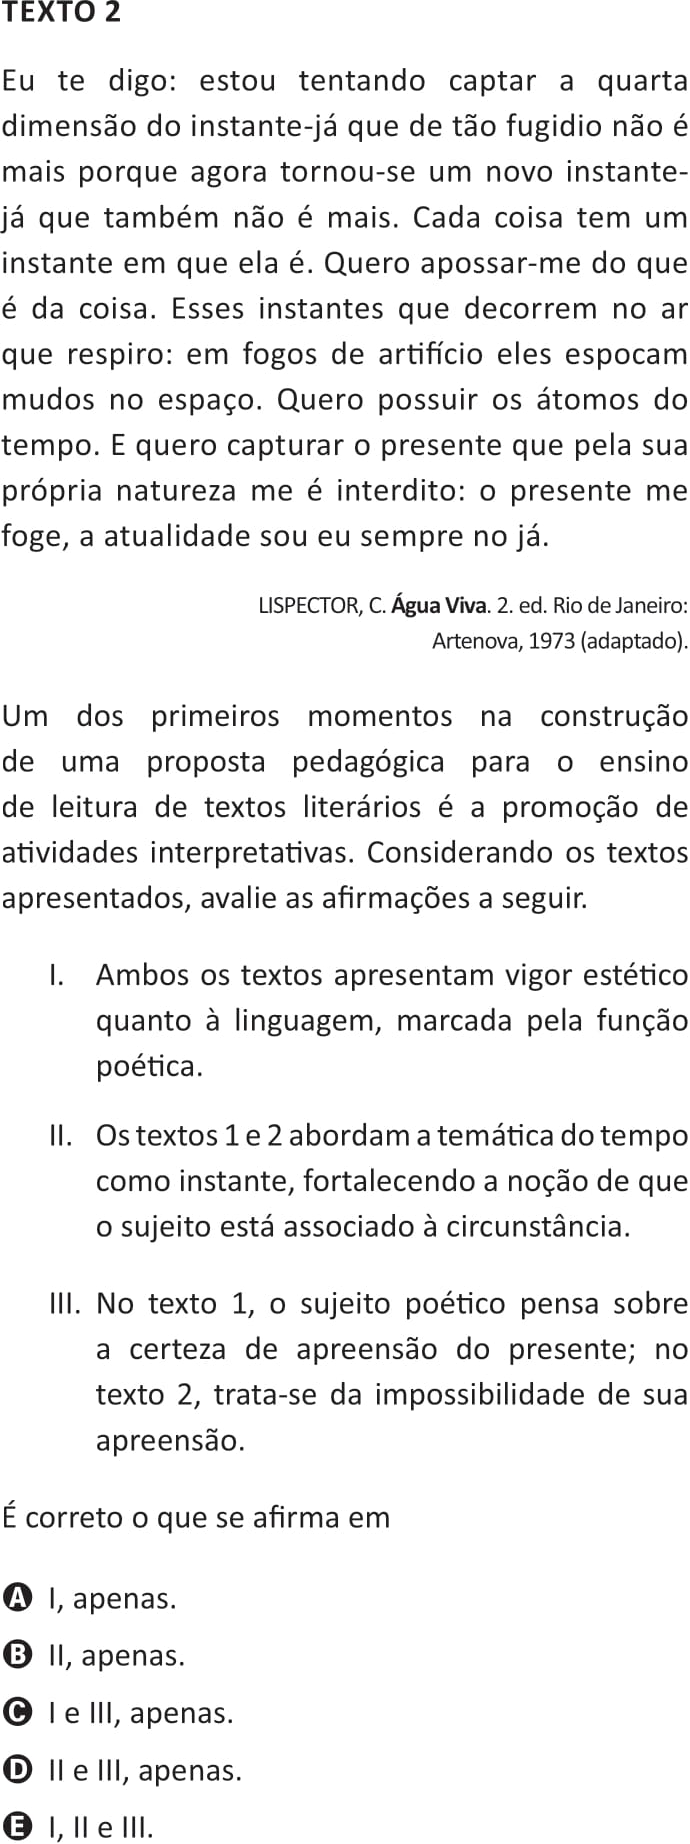 TEXTO 2
Eu te digo: estou tentando captar a quarta
dimensão do instante-já que de tão fugidio não é
mais porque agora tornou-se um novo instante-
já que também não é mais. Cada coisa tem um
instante em que ela é. Quero apossar-me do que
é da coisa. Esses instantes que decorrem no ar
que respiro: em fogos de artifício eles espocam
mudos no espaço. Quero possuir os átomos do
tempo. E quero capturar o presente que pela sua
própria natureza me é interdito: o presente me
foge, a atualidade sou eu sempre no já.
LISPECTOR, C. Água Viva. 2. ed. Rio de Janeiro:
Artenova, 1973 (adaptado).
Um dos primeiros momentos na construção
de uma proposta pedagógica para o ensino
de leitura de textos literários é a promoção de
atividades interpretativas. Considerando os textos
apresentados, avalie as afirmações a seguir.
I. Ambos os textos apresentam vigor estético
quanto à linguagem, marcada pela função
poética.
II. Os textos 1 e 2 abordam a temática do tempo
como instante, fortalecendo a noção de que
o sujeito está associado à circunstância.
III. No texto 1, o sujeito poético pensa sobre
a certeza de apreensão do presente; no
texto 2, trata-se da impossibilidade de sua
apreensão.
É correto o que se afirma em
A I, apenas.
B II, apenas.
C I e III, apenas.
D II e III, apenas.
E I, II e III.